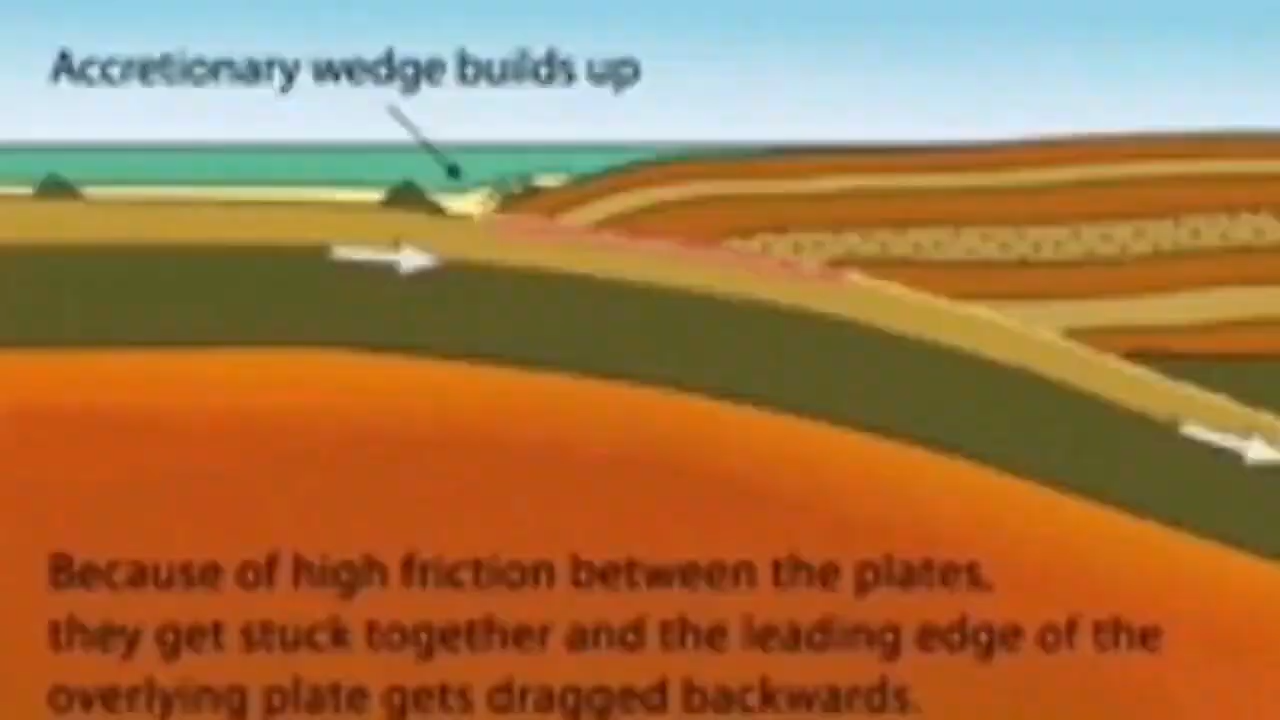 Accretionary wedge builds up
Because of high friction between the plates,
they get stuck together and the leading edge of the
overlying plate gets dragged backwards.